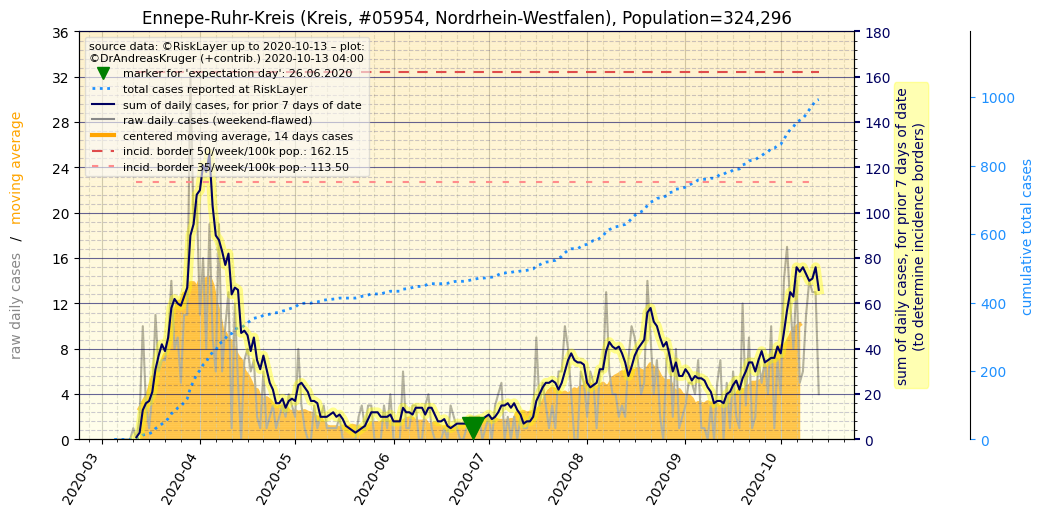 Ennepe-Ruhr-Kreis (Kreis, #05954, Nordrhein-Westfalen), Population=324,296
source data: ©RiskLayer up to 2020-10-13 – plot:
©DrAndreasKruger (+contrib.) 2020-10-13 04:00
marker for 'expectation day': 26.06.2020
total cases reported at RiskLayer
sum of daily cases, for prior 7 days of date
raw daily cases (weekend-flawed)
centered moving average, 14 days cases
incid. border 50/week/100k pop.: 162.15
incid. border 35/week/100k pop.: 113.50
raw daily cases / moving average
36
32
28
24
20
16
12
8
4
0
2020-03
2020-04
2020-05
2020-06
2020-07
2020-08
2020-09
2020-10
180
160
140
120
100
80
60
40
20
0
sum of daily cases, for prior 7 days of date
(to determine incidence borders)
1000
800
600
400
200
0
cumulative total cases